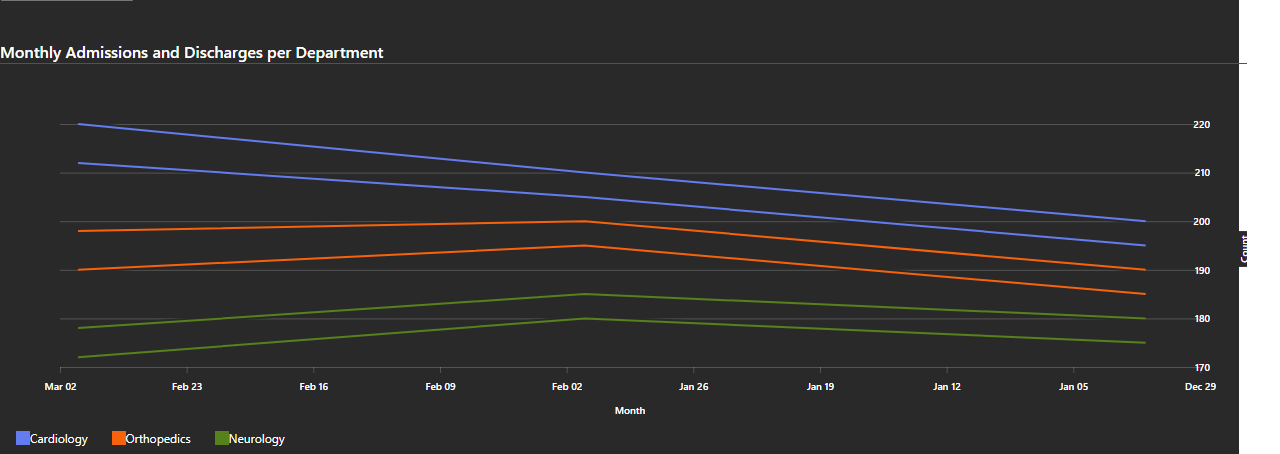 Monthly Admissions and Discharges per Department
220
210
200
190
180
170
Count
Mar 02 Feb 23 Feb 16 Feb 09 Feb 02 Jan 26 Jan 19 Jan 12 Jan 05 Dec 29
Month
Cardiology Orthopedics Neurology